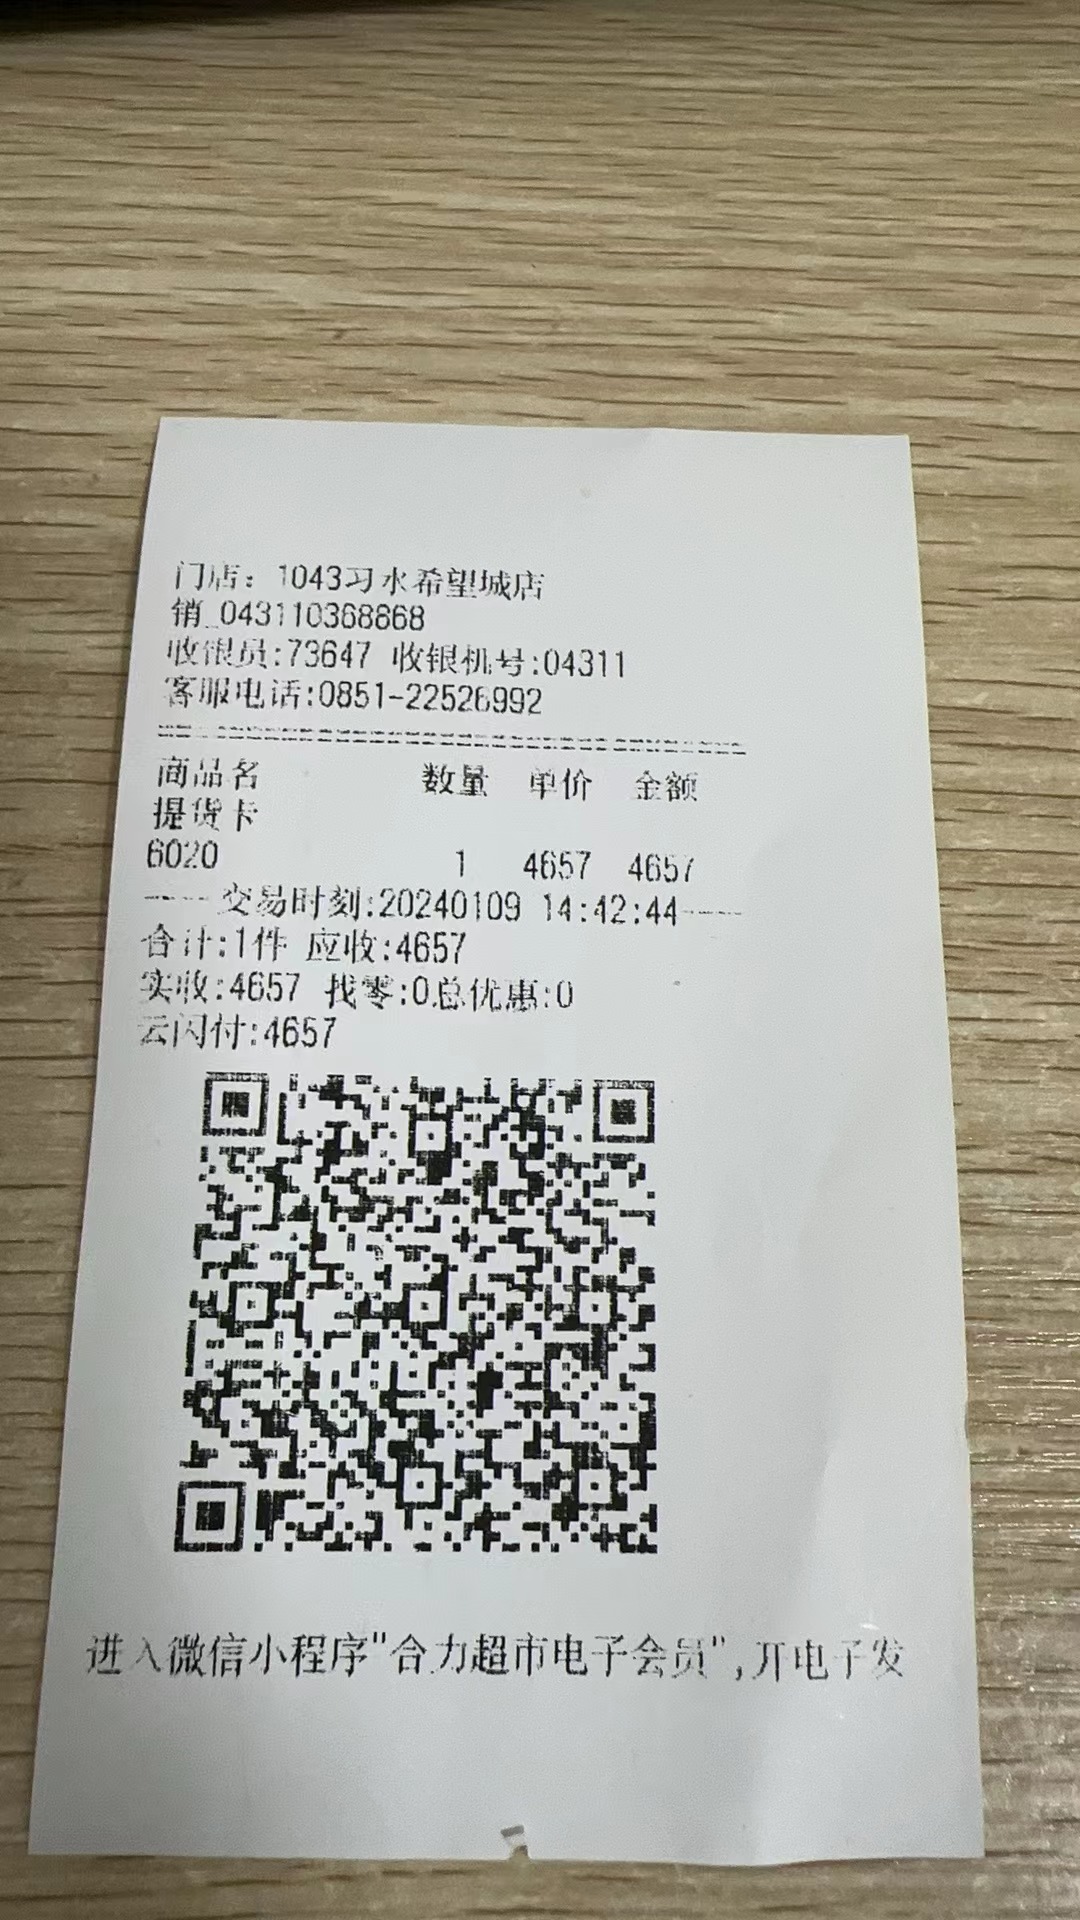 门店：1043习水希望城店
销_043110368868
收银员:73647 收银机号:04311
客服电话:0851-22526992
商品名 数量 单价 金额
提货卡
6020 1 4657 4657
----交易时刻:20240109 14:42:44----
合计:1件 应收:4657
实收:4657 找零:0总优惠:0
云闪付:4657
进入微信小程序"合力超市电子会员",开电子发